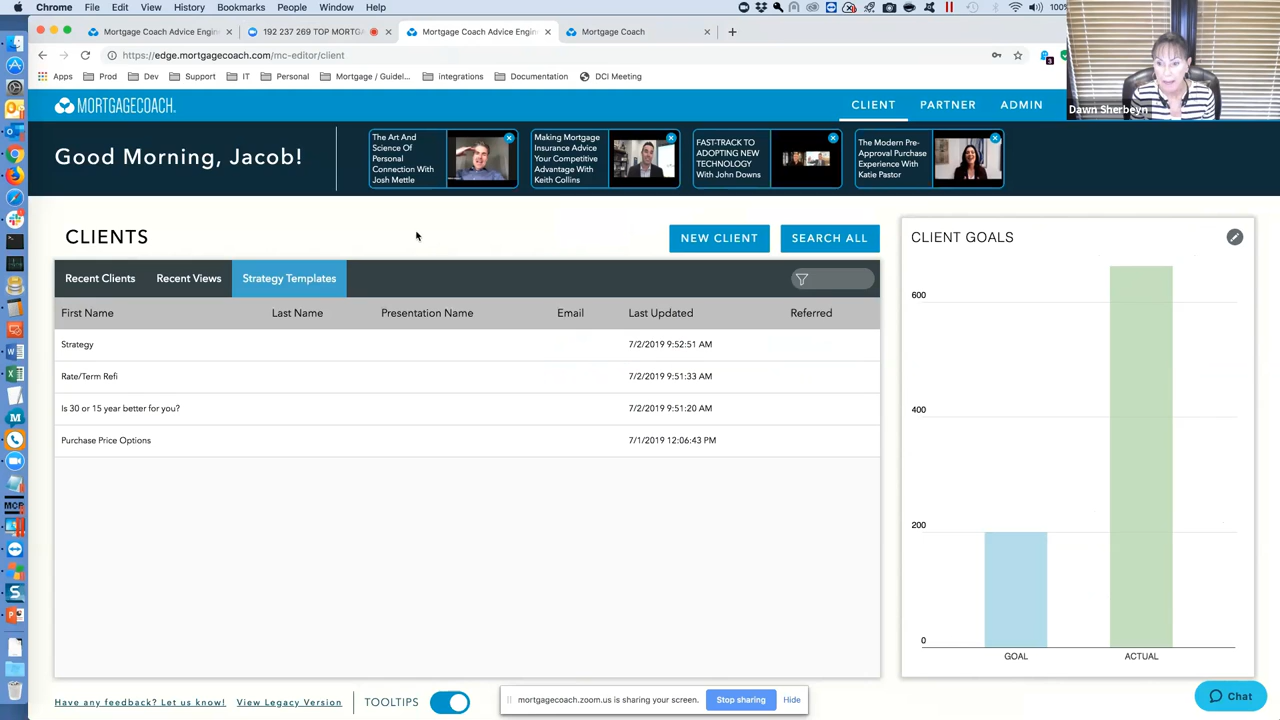 Chrome File Edit View History Bookmarks People Window Help 100%
Mortgage Coach Advice Engin
192 237 269 TOP MORTG
Mortgage Coach Advice Engin
Mortgage Coach
https://edge.mortgagecoach.com/mc-editor/client
Apps Prod Dev Support IT Personal Mortgage / Guidel... integrations Documentation DCI Meeting
3
Dawn Sherbeyn
MORTGAGECOACH.
CLIENT PARTNER ADMIN
Good Morning, Jacob!
The Art And
Science Of
Personal
Connection With
Josh Mettle
Making Mortgage
Insurance Advice
Your Competitive
Advantage With
Keith Collins
FAST-TRACK TO
ADOPTING NEW
TECHNOLOGY
With John Downs
The Modern Pre-
Approval Purchase
Experience With
Katie Pastor
CLIENTS
NEW CLIENT
SEARCH ALL
Recent Clients Recent Views Strategy Templates
First Name Last Name Presentation Name Email Last Updated Referred
Strategy 7/2/2019 9:52:51 AM
Rate/Term Refi 7/2/2019 9:51:33 AM
Is 30 or 15 year better for you? 7/2/2019 9:51:20 AM
Purchase Price Options 7/1/2019 12:06:43 PM
CLIENT GOALS
600
400
200
0
GOAL ACTUAL
Have any feedback? Let us know! View Legacy Version TOOLTIPS
mortgagecoach.zoom.us is sharing your screen. Stop sharing Hide
Chat